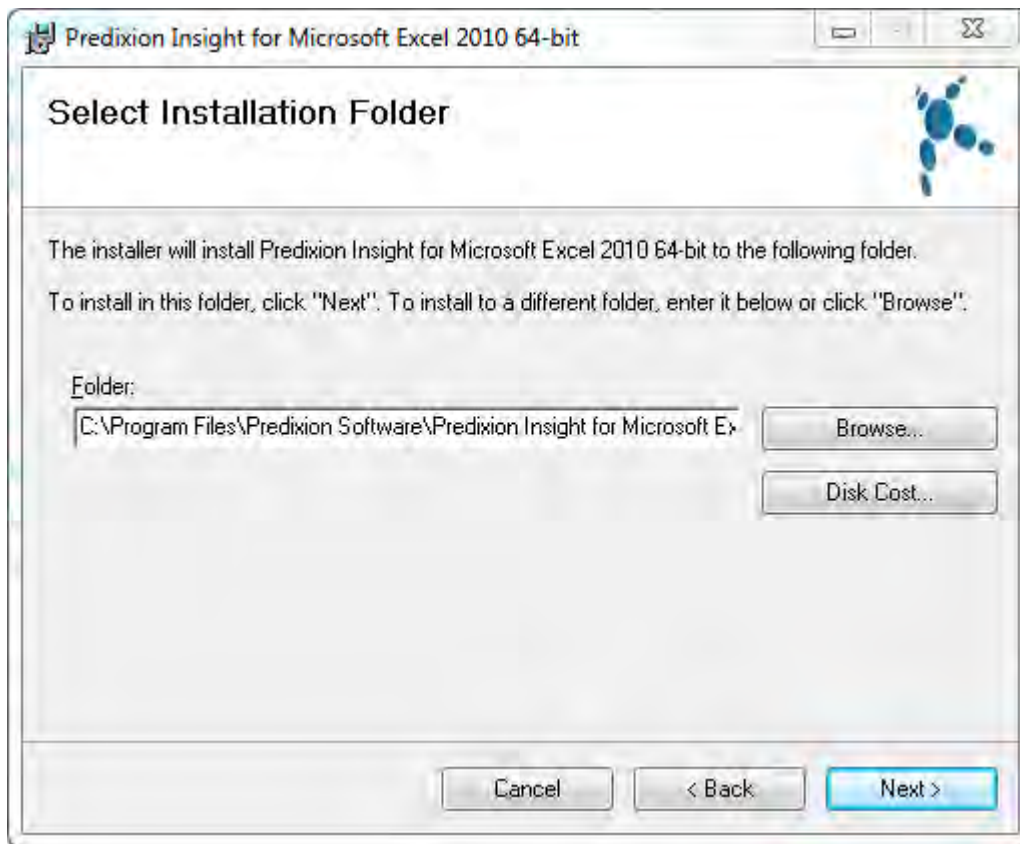 Predixion Insight for Microsoft Excel 2010 64-bit
Select Installation Folder
The installer will install Predixion Insight for Microsoft Excel 2010 64-bit to the following folder.
To install in this folder, click "Next". To install to a different folder, enter it below or click "Browse".
Folder:
C:\Program Files\Predixion Software\Predixion Insight for Microsoft Ex
Browse...
Disk Cost...
Cancel
< Back
Next >